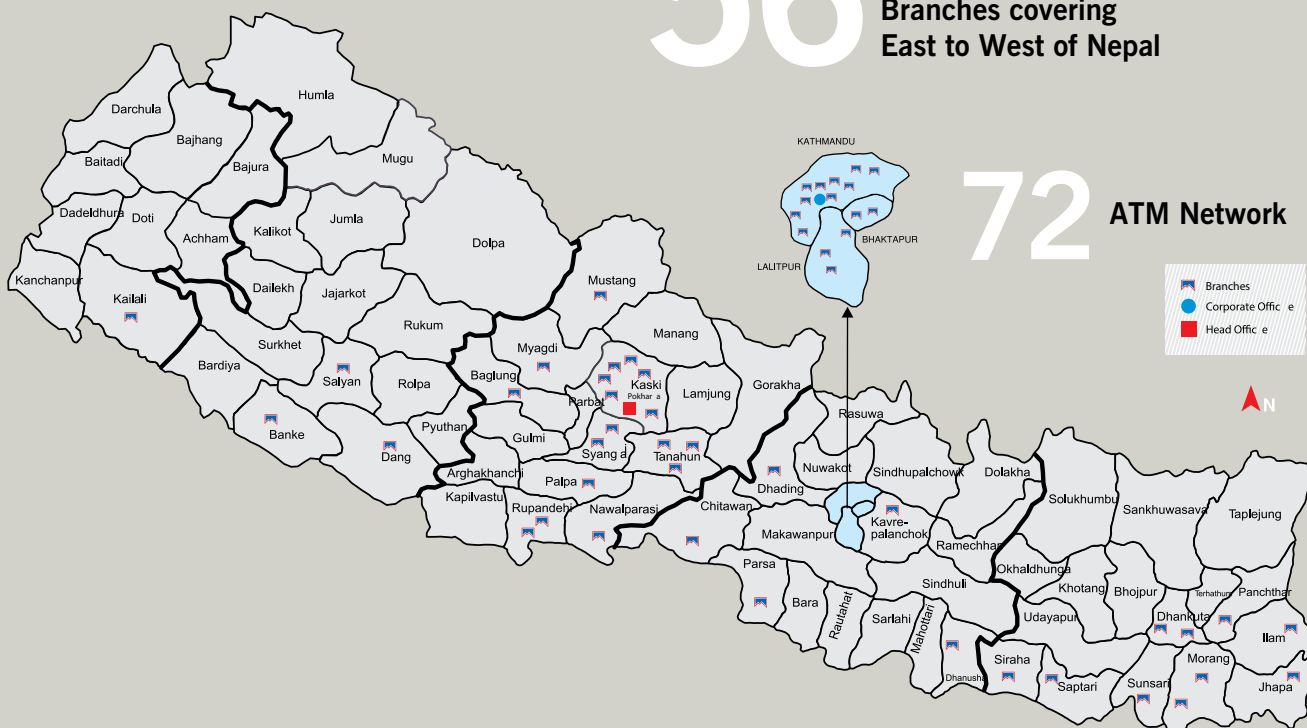 56
Branches covering
East to West of Nepal
72
ATM Network
Branches
Corporate Offic e
Head Offic e
N
KATHMANDU
BHAKTAPUR
LALITPUR
Humla
Darchula
Bajhang
Mugu
Baitadi
Bajura
Dadeldhura
Doti
Jumla
Kalikot
Achham
Dolpa
Kanchanpur
Dailekh
Mustang
Jajarkot
Kailali
Rukum
Manang
Surkhet
Myagdi
Bardiya
Salyan
Rolpa
Baglung
Kaski
Pokhar a
Lamjung
Gorakha
Parbat
Rasuwa
Banke
Pyuthan
Gulmi
Syang a
Tanahun
Dang
Nuwakot
Sindhupalchowk
Dolakha
Arghakhanchi
Palpa
Dhading
Kapilvastu
Rupandehi
Nawalparasi
Chitawan
Solukhumbu
Sankhuwasava
Taplejung
Kavre-
palanchok
Makawanpur
Ramechhap
Parsa
Okhaldhunga
Sindhuli
Khotang
Bhojpur
Terhathum
Panchthar
Bara
Rautahat
Sarlahi
Mahottari
Udayapur
Dhankuta
Ilam
Dhanusha
Siraha
Saptari
Sunsari
Morang
Jhapa